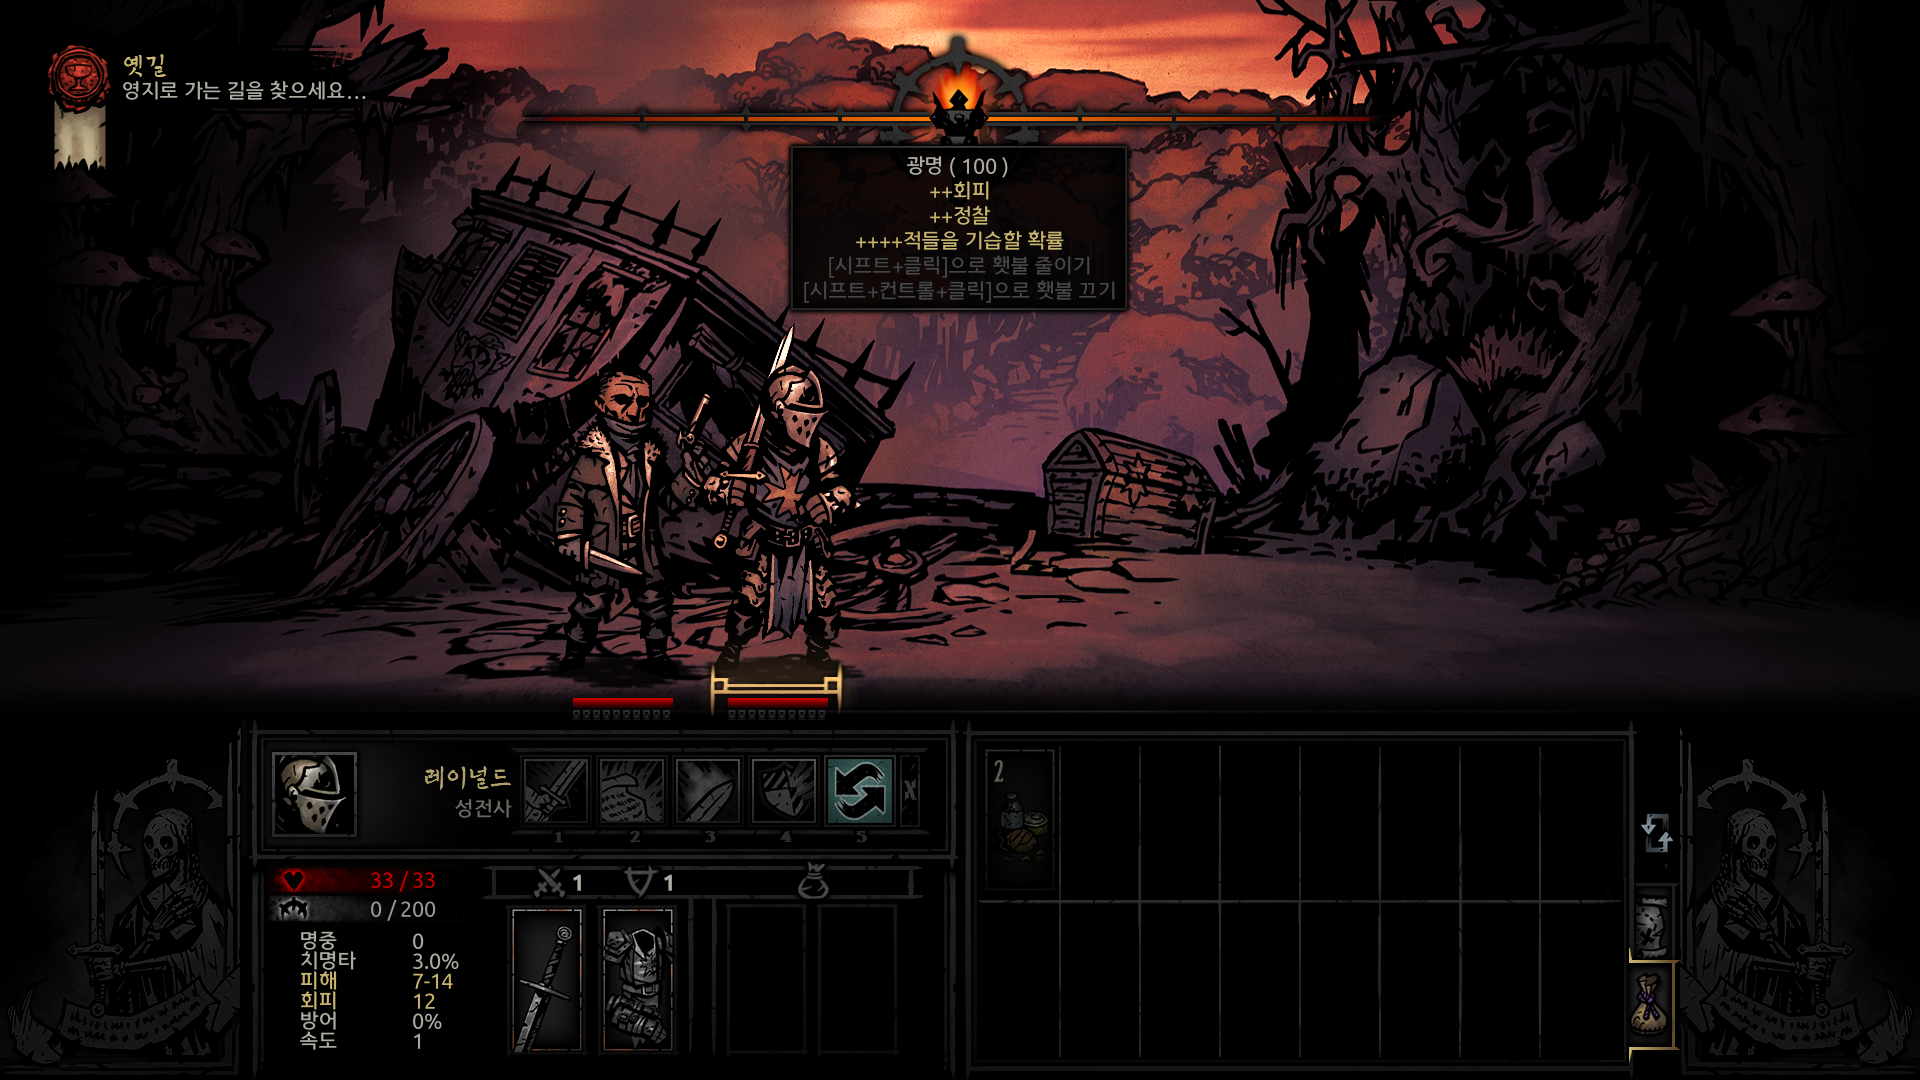 옛길
영지로 가는 길을 찾으세요...
광명 ( 100 )
++회피
++정찰
++++적들을 기습할 확률
[시프트+클릭]으로 횃불 줄이기
[시프트+컨트롤+클릭]으로 횃불 끄기
레이널드
성전사
1 2 3 4 5
33 / 33
0 / 200
1 1
명중 0
치명타 3.0%
피해 7-14
회피 12
방어 0%
속도 1
2